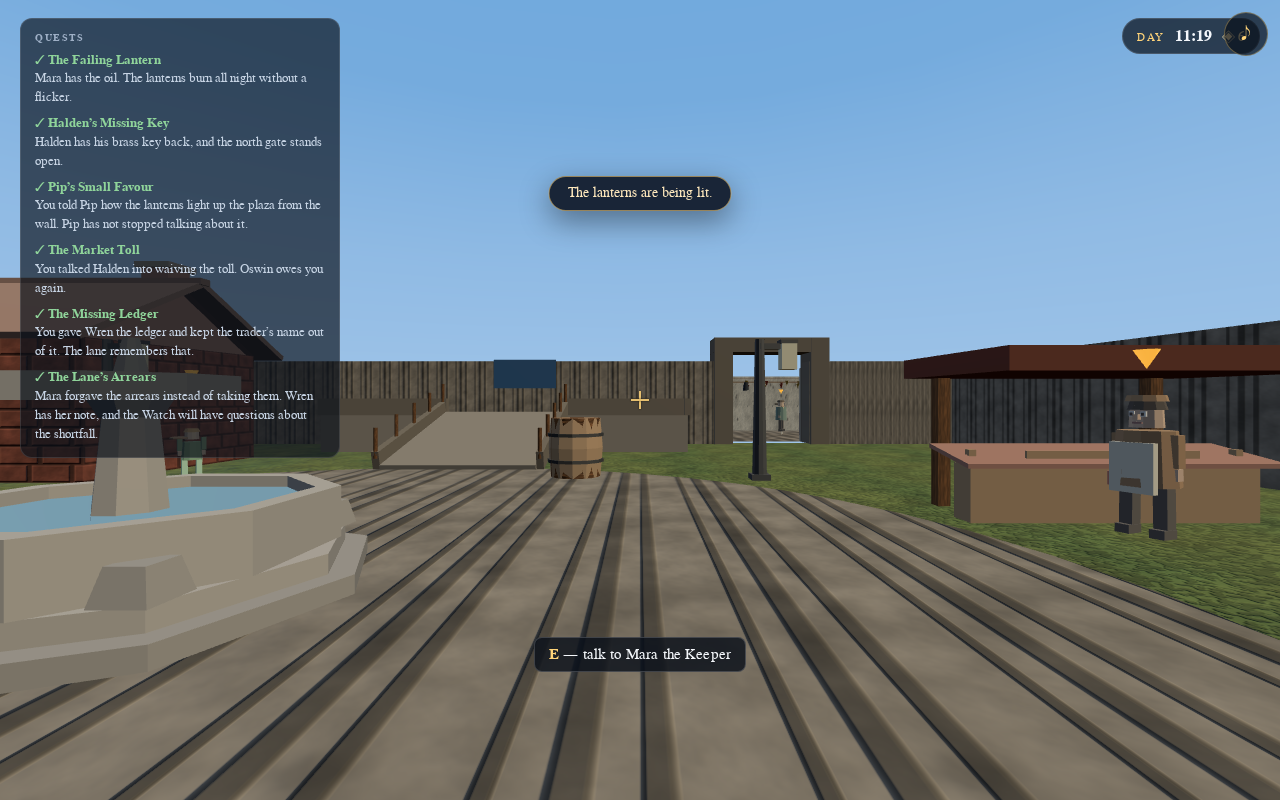 QUESTS
✓ The Failing Lantern
Mara has the oil. The lanterns burn all night without a
flicker.
✓ Halden's Missing Key
Halden has his brass key back, and the north gate stands
open.
✓ Pip's Small Favour
You told Pip how the lanterns light up the plaza from the
wall. Pip has not stopped talking about it.
✓ The Market Toll
You talked Halden into waiving the toll. Oswin owes you
again.
✓ The Missing Ledger
You gave Wren the ledger and kept the trader's name out
of it. The lane remembers that.
✓ The Lane's Arrears
Mara forgave the arrears instead of taking them. Wren
has her note, and the Watch will have questions about
the shortfall.
DAY 11:19
The lanterns are being lit.
E — talk to Mara the Keeper